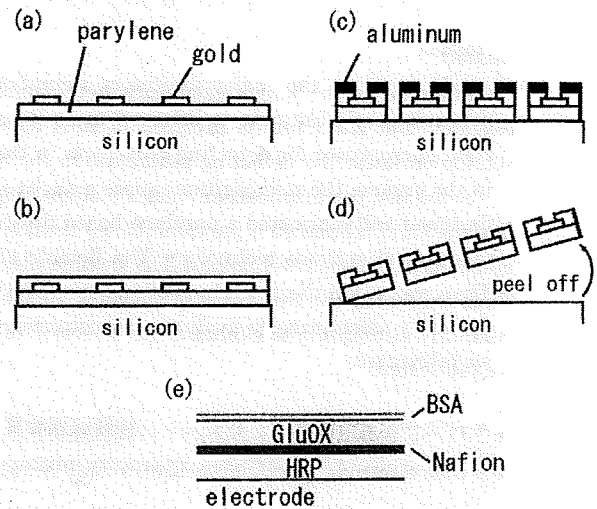 (a)
parylene
gold
silicon
(b)
silicon
(c)
aluminum
silicon
(d)
peel off
silicon
(e)
BSA
GluOX
Nafion
HRP
electrode